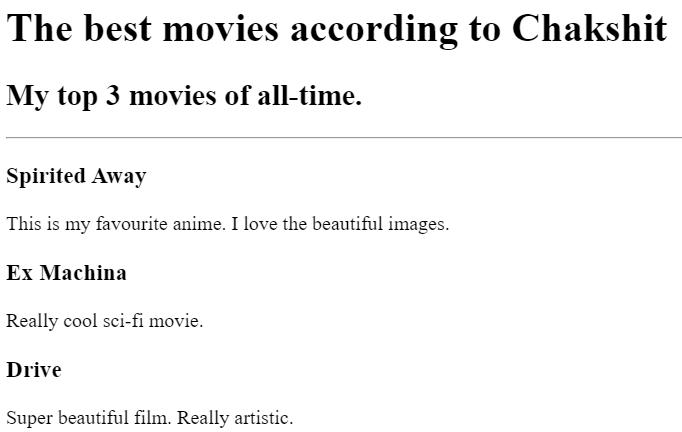 The best movies according to Chakshit
My top 3 movies of all-time.
Spirited Away
This is my favourite anime. I love the beautiful images.
Ex Machina
Really cool sci-fi movie.
Drive
Super beautiful film. Really artistic.